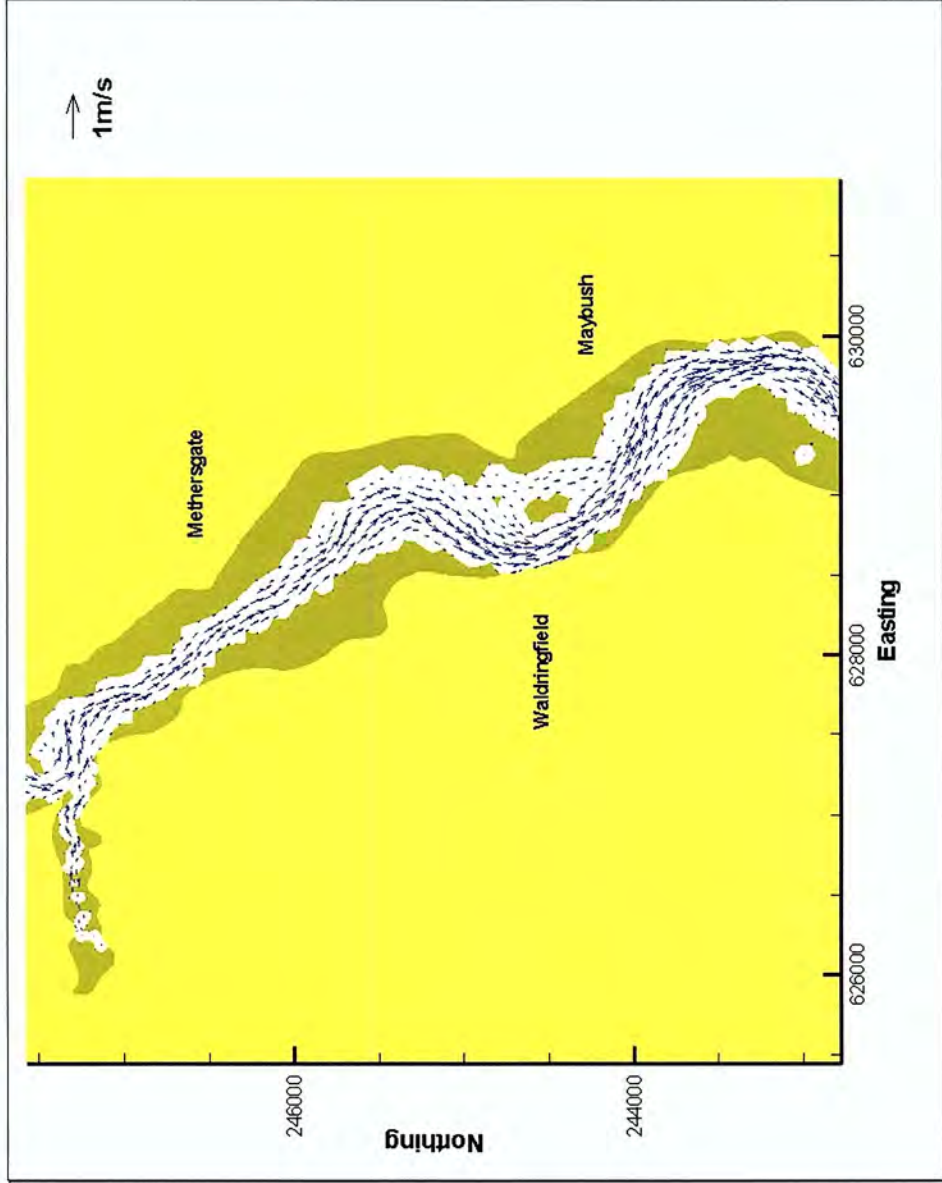 1m/s
Methersgate
Maybush
Waldringfield
246000
244000
Northing
626000
628000
630000
Easting